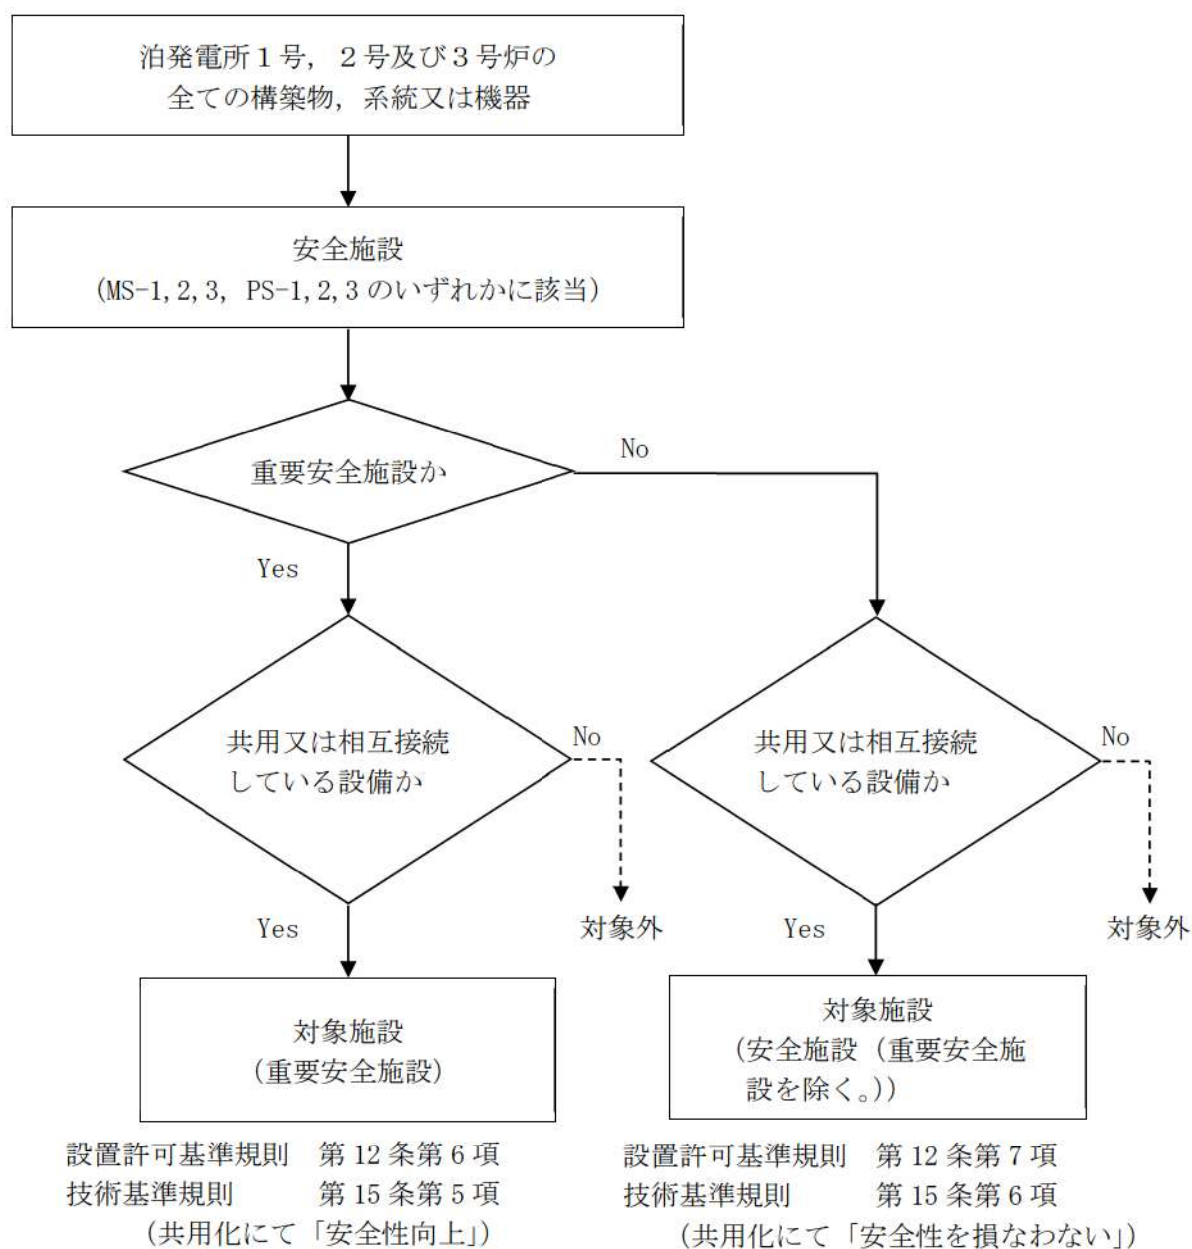 泊発電所１号，２号及び３号炉の
全ての構築物，系統又は機器
安全施設
（MS-1,2,3，PS-1,2,3 のいずれかに該当）
重要安全施設か
No
Yes
共用又は相互接続
している設備か
No
共用又は相互接続
している設備か
No
Yes
対象外
Yes
対象外
対象施設
（重要安全施設）
対象施設
（安全施設（重要安全施
設を除く。））
設置許可基準規則　第 12 条第 6 項
技術基準規則　第 15 条第 5 項
（共用化にて「安全性向上」）
設置許可基準規則　第 12 条第 7 項
技術基準規則　第 15 条第 6 項
（共用化にて「安全性を損なわない」）